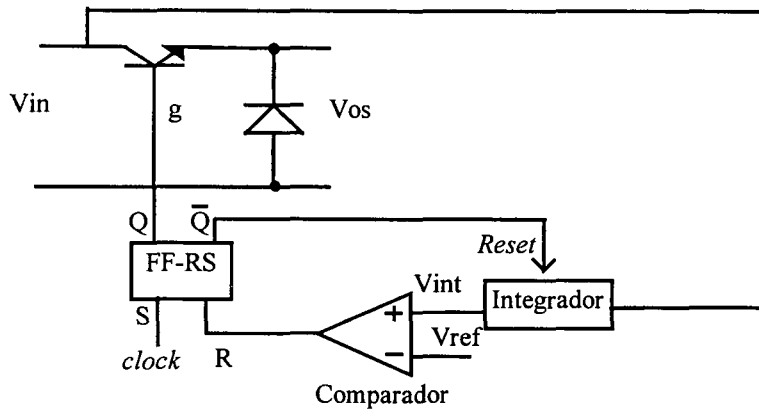 Vin
g
Vos
Q
Q̅
FF-RS
S
clock
R
Reset
Vint
Integrador
Vref
+
−
Comparador